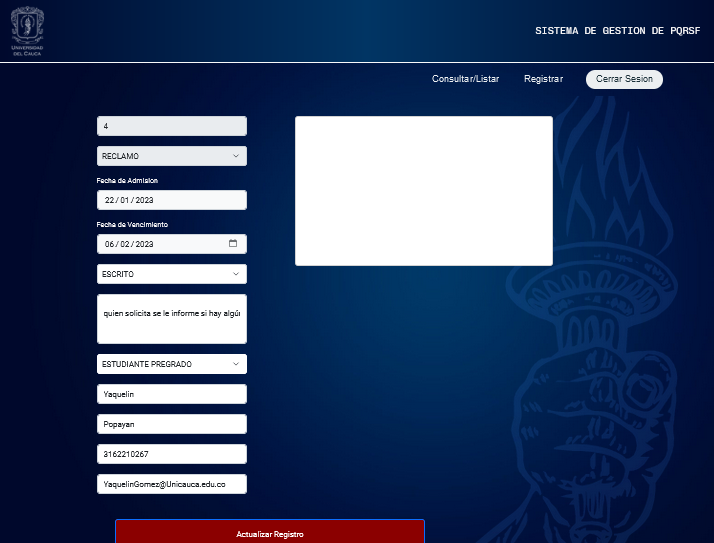 Universidad
del Cauca
SISTEMA DE GESTION DE PQRSF
Consultar/Listar
Registrar
Cerrar Sesion
4
RECLAMO
Fecha de Admision
22 / 01 / 2023
Fecha de Vencimiento
06 / 02 / 2023
ESCRITO
quien solicita se le informe si hay algún
ESTUDIANTE PREGRADO
Yaquelin
Popayan
3162210267
YaquelinGomez@Unicauca.edu.co
Actualizar Registro